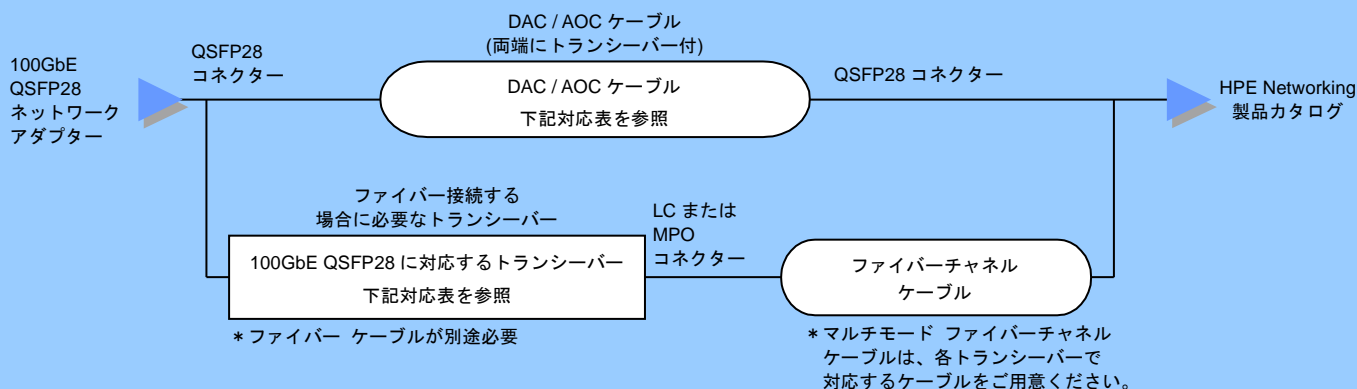 DAC / AOC ケーブル
(両端にトランシーバー付)
100GbE
QSFP28
ネットワーク
アダプター
QSFP28
コネクター
DAC / AOC ケーブル
下記対応表を参照
QSFP28 コネクター
HPE Networking
製品カタログ
ファイバー接続する
場合に必要なトランシーバー
100GbE QSFP28 に対応するトランシーバー
下記対応表を参照
＊ファイバー ケーブルが別途必要
LC または
MPO
コネクター
ファイバーチャネル
ケーブル
＊マルチモード ファイバーチャネル
ケーブルは、各トランシーバーで
対応するケーブルをご用意ください。